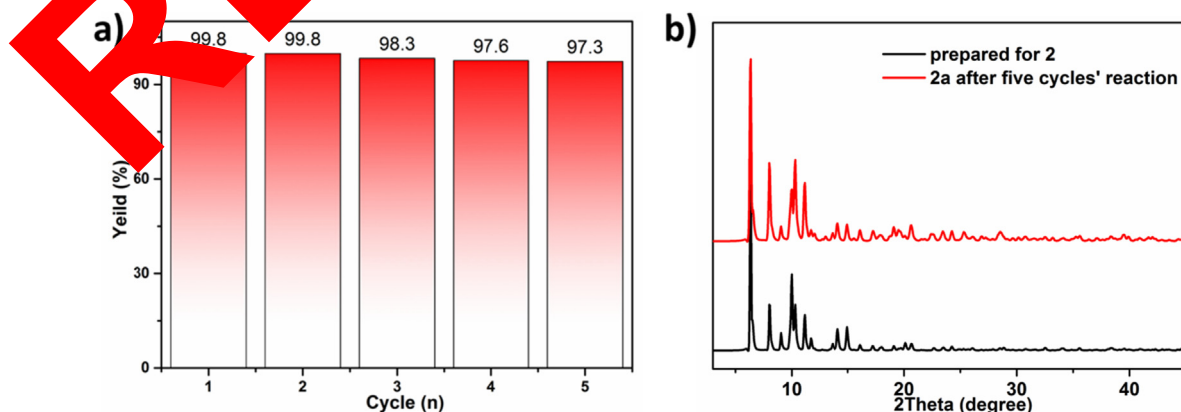 a)
99.8 99.8 98.3 97.6 97.3
90
60
30
0
Yeild (%)
1 2 3 4 5
Cycle (n)
b)
prepared for 2
2a after five cycles' reaction
10 20 30 40
2Theta (degree)